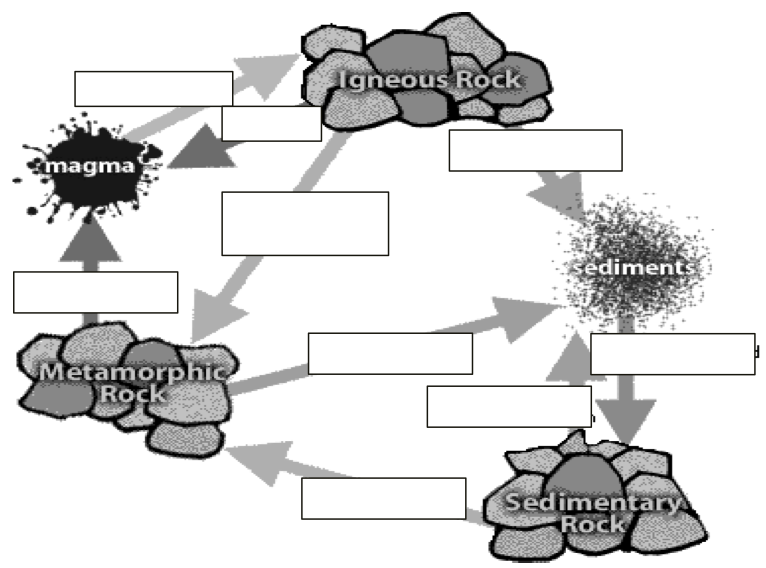 Igneous Rock
magma
sediments
Metamorphic
Rock
Sedimentary
Rock